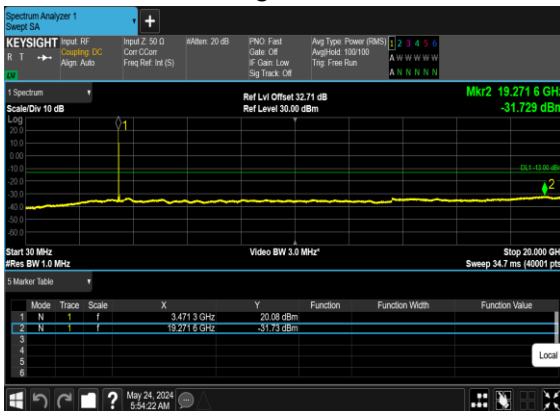 Spectrum Analyzer 1
Swept SA
KEYSIGHT Input: RF Input Z: 50 Ω #Atten: 20 dB PNO: Fast Avg Type: Power (RMS) 1 2 3 4 5 6
R T Coupling: DC Corr CCorr Gate: Off Avg|Hold: 100/100 A W W W W W
Align: Auto Freq Ref: Int (S) IF Gain: Low Trig: Free Run
LV Sig Track: Off A N N N N N
1 Spectrum
Scale/Div 10 dB
Ref Lvl Offset 32.71 dB
Ref Level 30.00 dBm
Mkr2 19.271 6 GHz
-31.729 dBm
Log
1
20.0
10.0
0.00
-10.0
DL1 -13.00 dBm
-20.0
2
-30.0
-40.0
-50.0
-60.0
Start 30 MHz Video BW 3.0 MHz* Stop 20.000 GHz
#Res BW 1.0 MHz Sweep 34.7 ms (40001 pts
5 Marker Table
Mode Trace Scale X Y Function Function Width Function Value
1 N 1 f 3.471 3 GHz 20.08 dBm
2 N 1 f 19.271 6 GHz -31.73 dBm
3
4
5
6
Local
? May 24, 2024
5:54:22 AM